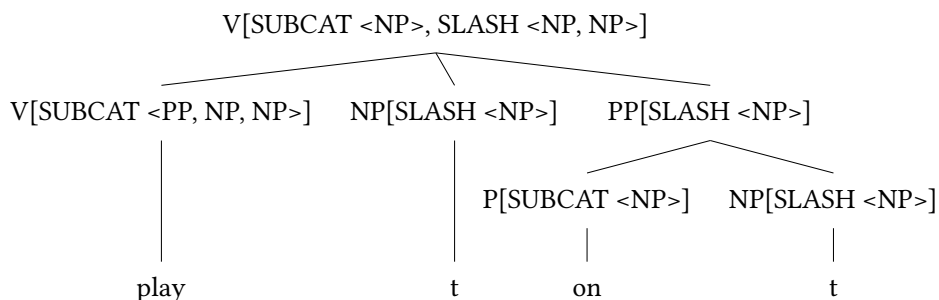 V[SUBCAT <NP>, SLASH <NP, NP>]
V[SUBCAT <PP, NP, NP>] NP[SLASH <NP>] PP[SLASH <NP>]
P[SUBCAT <NP>] NP[SLASH <NP>]
play t on t